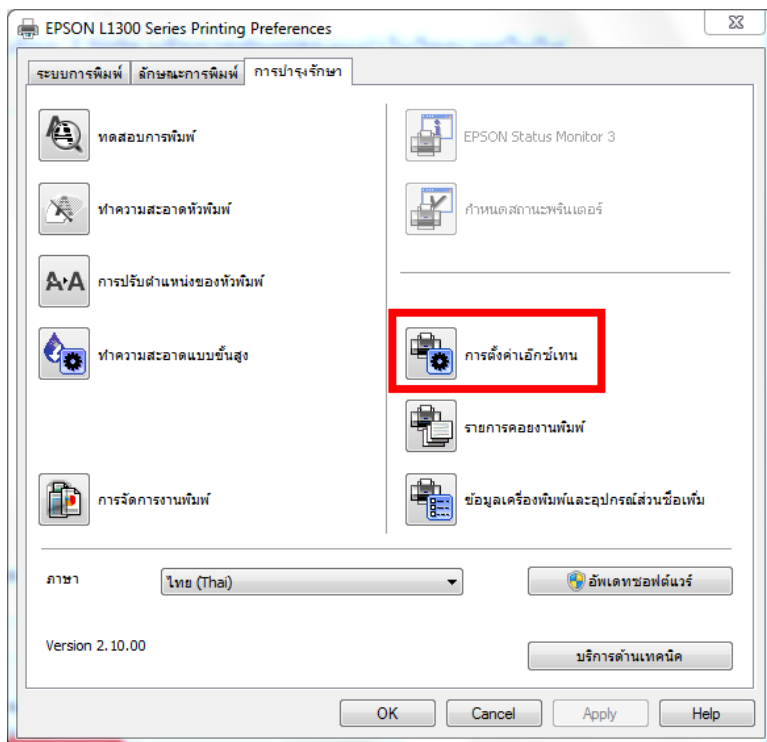 EPSON L1300 Series Printing Preferences
ระบบการพิมพ์ ลักษณะการพิมพ์ การบำรุงรักษา
ทดสอบการพิมพ์
EPSON Status Monitor 3
ทำความสะอาดหัวพิมพ์
กำหนดสถานะพรินเตอร์
การปรับตำแหน่งของหัวพิมพ์
ทำความสะอาดแบบขั้นสูง
การตั้งค่าเอ๊กซ์เทน
รายการคอยงานพิมพ์
การจัดการงานพิมพ์
ข้อมูลเครื่องพิมพ์และอุปกรณ์ส่วนซื้อเพิ่ม
ภาษา
ไทย (Thai)
อัพเดทซอฟต์แวร์
Version 2.10.00
บริการด้านเทคนิค
OK Cancel Apply Help